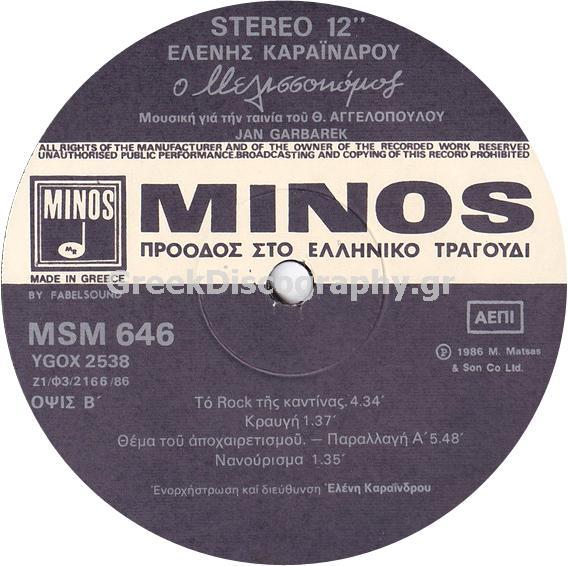 STEREO 12"
ΕΛΕΝΗΣ ΚΑΡΑΪΝΔΡΟΥ
ο Μελισσοκόμος
Μουσική γιά τήν ταινία τοῦ Θ. ΑΓΓΕΛΟΠΟΥΛΟΥ
JAN GARBAREK
ALL RIGHTS OF THE MANUFACTURER AND OF THE OWNER OF THE RECORDED WORK RESERVED
UNAUTHORISED PUBLIC PERFORMANCE.BROADCASTING AND COPYING OF THIS RECORD PROHIBITED
MINOS
MR
MINOS
ΠΡΟΟΔΟΣ ΣΤΟ ΕΛΛΗΝΙΚΟ ΤΡΑΓΟΥΔΙ
MADE IN GREECE
GreekDiscography.gr
BY FABELSOUND
MSM 646
YGOX 2538
Z1/Φ3/2166/86
ΟΨΙΣ Β΄
ΑΕΠΙ
Ⓟ 1986 M. Matsas
& Son Co Ltd.
Τό Rock τῆς καντίνας. 4.34΄
Κραυγή 1.37΄
Θέμα τοῦ ἀποχαιρετισμοῦ. – Παραλλαγή Α΄ 5.48΄
Νανούρισμα 1.35΄
Ἐνορχήστρωση καί διεύθυνση Ἑλένη Καραΐνδρου